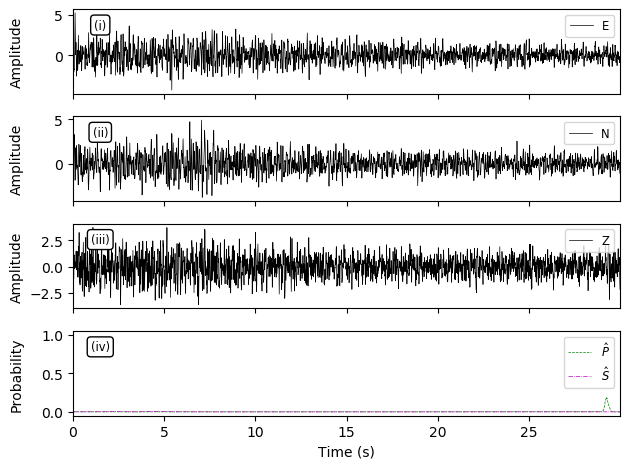 5
0
Amplitude
(i)
E
5
0
Amplitude
(ii)
N
2.5
0.0
−2.5
Amplitude
(iii)
Z
1.0
0.5
0.0
Probability
(iv)
P̂
Ŝ
0 5 10 15 20 25
Time (s)